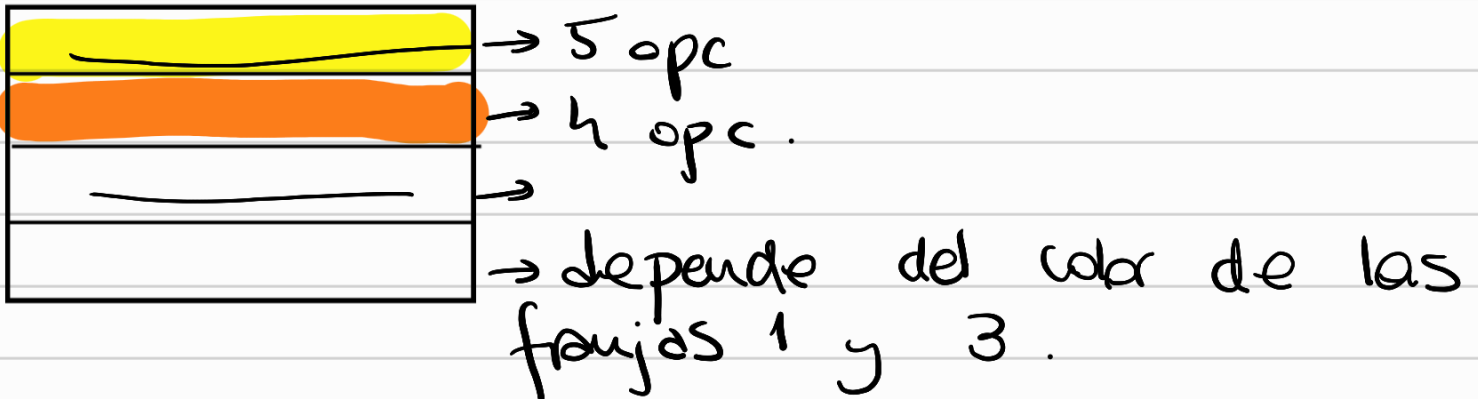 → 5 opc
→ 4 opc.
→
→ depende del color de las
franjas 1 y 3.